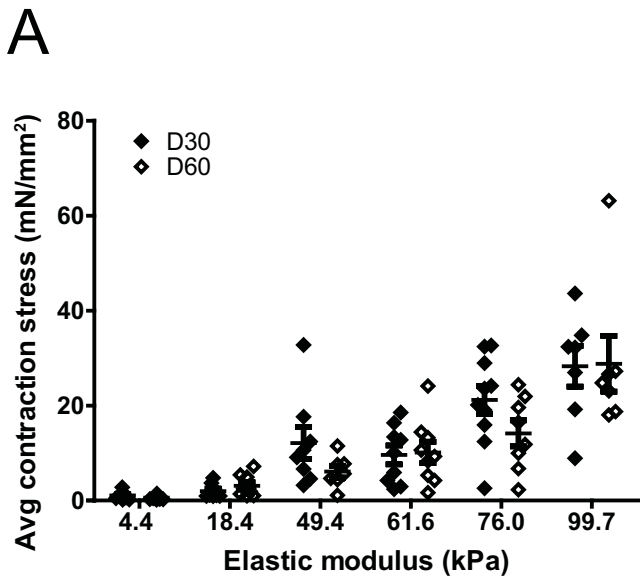 A
80
60
40
20
0
Avg contraction stress (mN/mm²)
D30
D60
4.4 18.4 49.4 61.6 76.0 99.7
Elastic modulus (kPa)